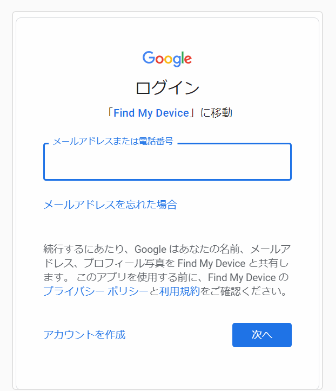 Google
ログイン
「Find My Device」に移動
メールアドレスまたは電話番号
メールアドレスを忘れた場合
続行するにあたり、Google はあなたの名前、メールア
ドレス、プロフィール写真を Find My Device と共有し
ます。 このアプリを使用する前に、Find My Device の
プライバシー ポリシーと利用規約をご確認ください。
アカウントを作成
次へ